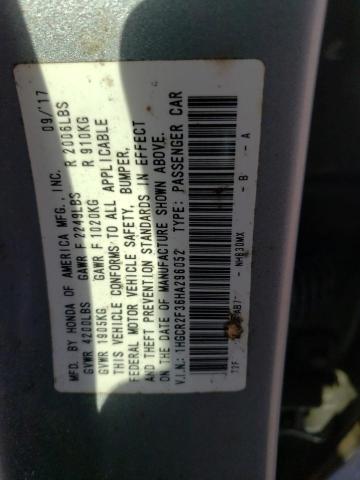 MFD. BY HONDA OF AMERICA MFG., INC. 09/17
GVWR 4200LBS GAWR F 2249LBS R 2006LBS
GVWR 1905KG GAWR F 1020KG R 910KG
THIS VEHICLE CONFORMS TO ALL APPLICABLE
FEDERAL MOTOR VEHICLE SAFETY, BUMPER,
AND THEFT PREVENTION STANDARDS IN EFFECT
ON THE DATE OF MANUFACTURE SHOWN ABOVE.
V.I.N.: 1HGCR2F36HA296052 TYPE: PASSENGER CAR
NH830MX - B - A